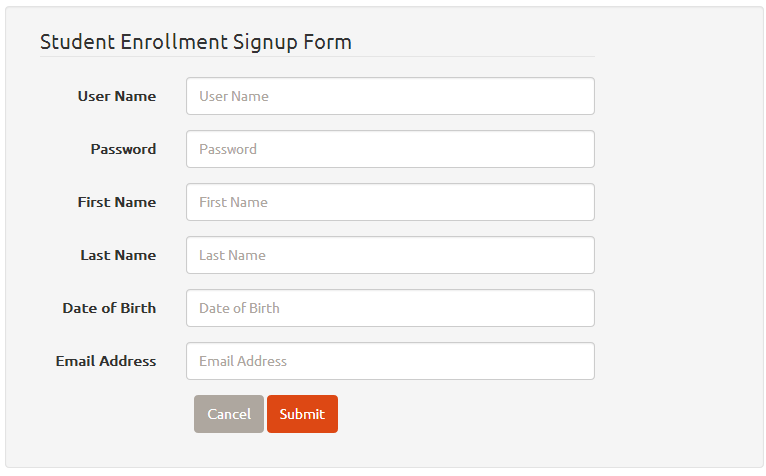 Student Enrollment Signup Form
User Name User Name
Password Password
First Name First Name
Last Name Last Name
Date of Birth Date of Birth
Email Address Email Address
Cancel Submit